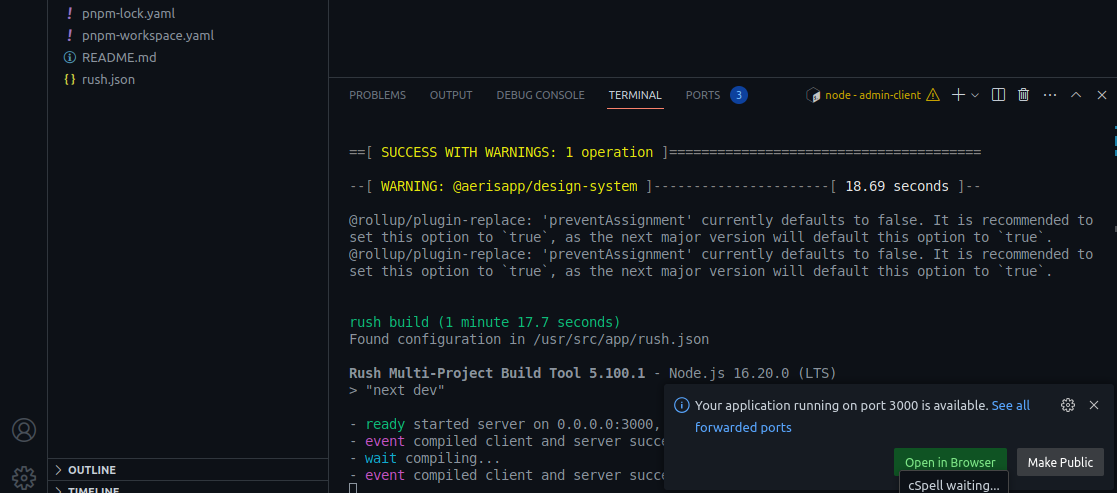 pnpm-lock.yaml
pnpm-workspace.yaml
README.md
rush.json
PROBLEMS OUTPUT DEBUG CONSOLE TERMINAL PORTS 3 node - admin-client
==[ SUCCESS WITH WARNINGS: 1 operation ]=======================================
--[ WARNING: @aerisapp/design-system ]----------------------[ 18.69 seconds ]--
@rollup/plugin-replace: 'preventAssignment' currently defaults to false. It is recommended to
set this option to `true`, as the next major version will default this option to `true`.
@rollup/plugin-replace: 'preventAssignment' currently defaults to false. It is recommended to
set this option to `true`, as the next major version will default this option to `true`.
rush build (1 minute 17.7 seconds)
Found configuration in /usr/src/app/rush.json
Rush Multi-Project Build Tool 5.100.1 - Node.js 16.20.0 (LTS)
> "next dev"
- ready started server on 0.0.0.0:3000,
- event compiled client and server succe
- wait compiling...
- event compiled client and server succe
Your application running on port 3000 is available. See all
forwarded ports
Open in Browser Make Public
cSpell waiting...
OUTLINE
TIMELINE